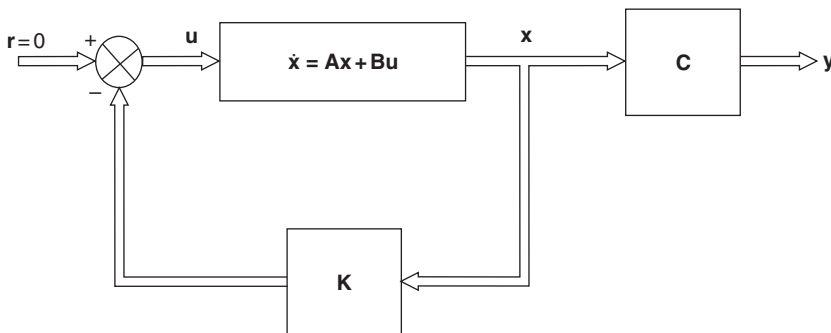 r = 0
+
−
u
ẋ = Ax + Bu
x
C
y
K